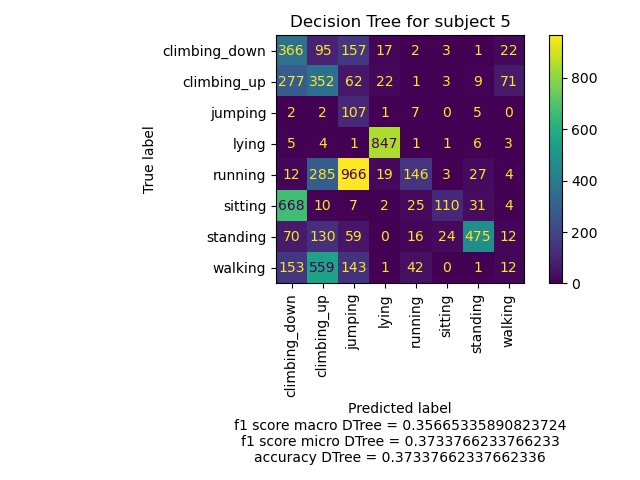 Decision Tree for subject 5
True label
climbing_down 366 95 157 17 2 3 1 22
climbing_up 277 352 62 22 1 3 9 71
jumping 2 2 107 1 7 0 5 0
lying 5 4 1 847 1 1 6 3
running 12 285 966 19 146 3 27 4
sitting 668 10 7 2 25 110 31 4
standing 70 130 59 0 16 24 475 12
walking 153 559 143 1 42 0 1 12
climbing_down climbing_up jumping lying running sitting standing walking
800
600
400
200
0
Predicted label
f1 score macro DTree = 0.35665335890823724
f1 score micro DTree = 0.3733766233766233
accuracy DTree = 0.37337662337662336